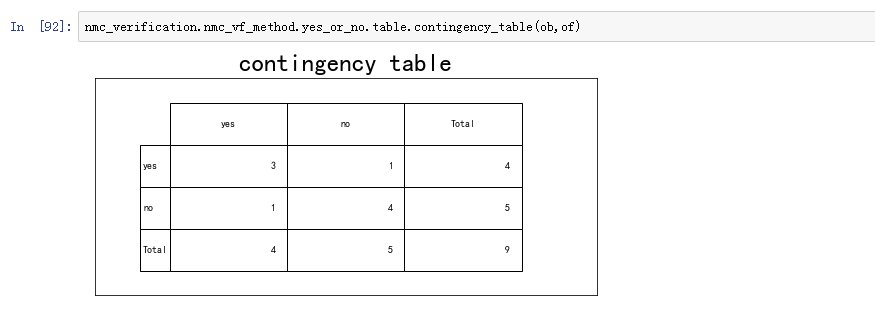 In [92]: nmc_verification.nmc_vf_method.yes_or_no.table.contingency_table(ob,of)
contingency table
yes no Total
yes 3 1 4
no 1 4 5
Total 4 5 9